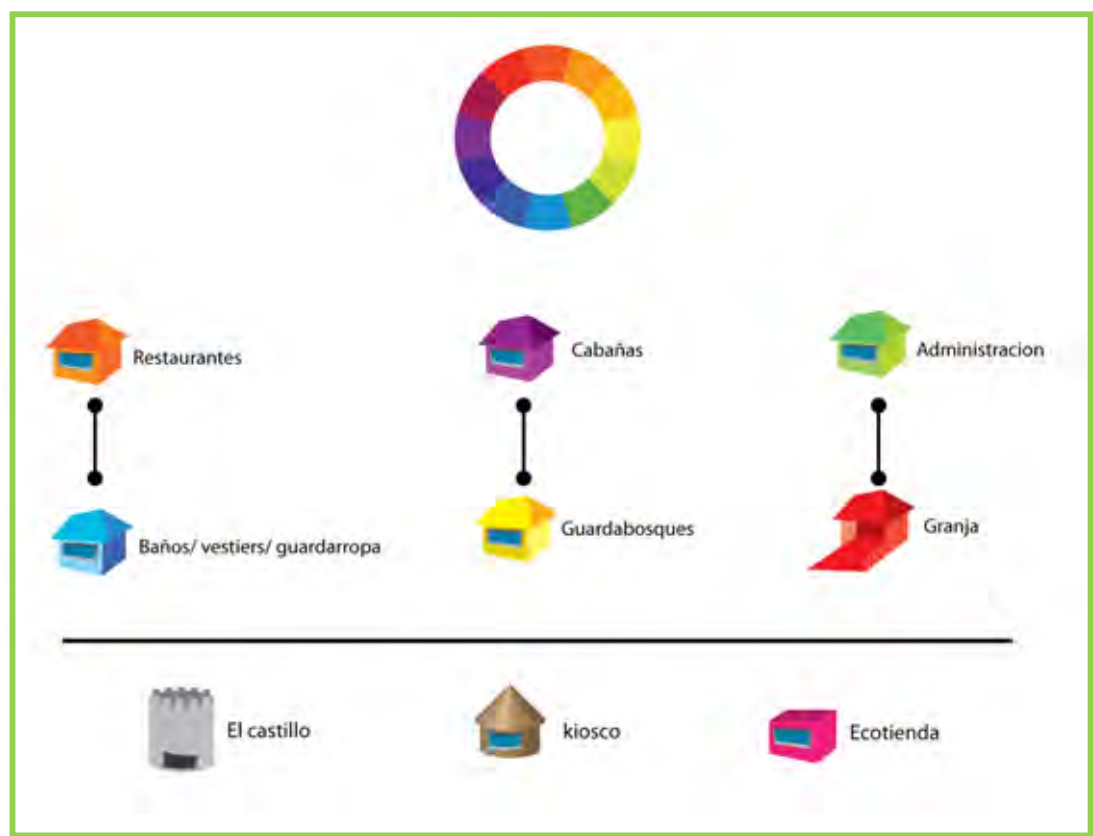 Restaurantes
Cabañas
Administracion
Baños/ vestiers/ guardarropa
Guardabosques
Granja
El castillo
kiosco
Ecotienda